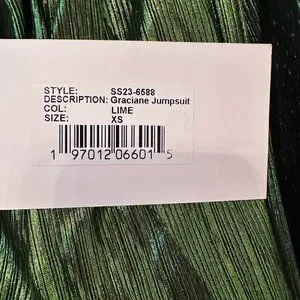 STYLE: SS23-6588
DESCRIPTION: Graciane Jumpsuit
COL: LIME
SIZE: XS
1 97012 06601 5